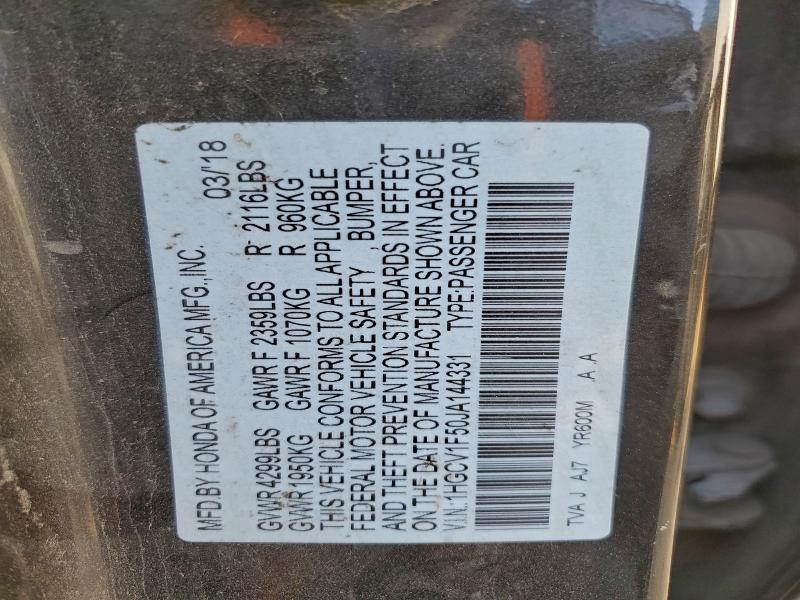 MFD BY HONDA OF AMERICA MFG., INC. 03/18
GVWR 4299LBS GAWR F 2359LBS R 2116LBS
GVWR 1950KG GAWR F 1070KG R 960KG
THIS VEHICLE CONFORMS TO ALL APPLICABLE
FEDERAL MOTOR VEHICLE SAFETY, BUMPER,
AND THEFT PREVENTION STANDARDS IN EFFECT
ON THE DATE OF MANUFACTURE SHOWN ABOVE.
V.I.N.: 1HGCV1F50JA144331 TYPE:PASSENGER CAR
TVA J AJ7 YR600M A A